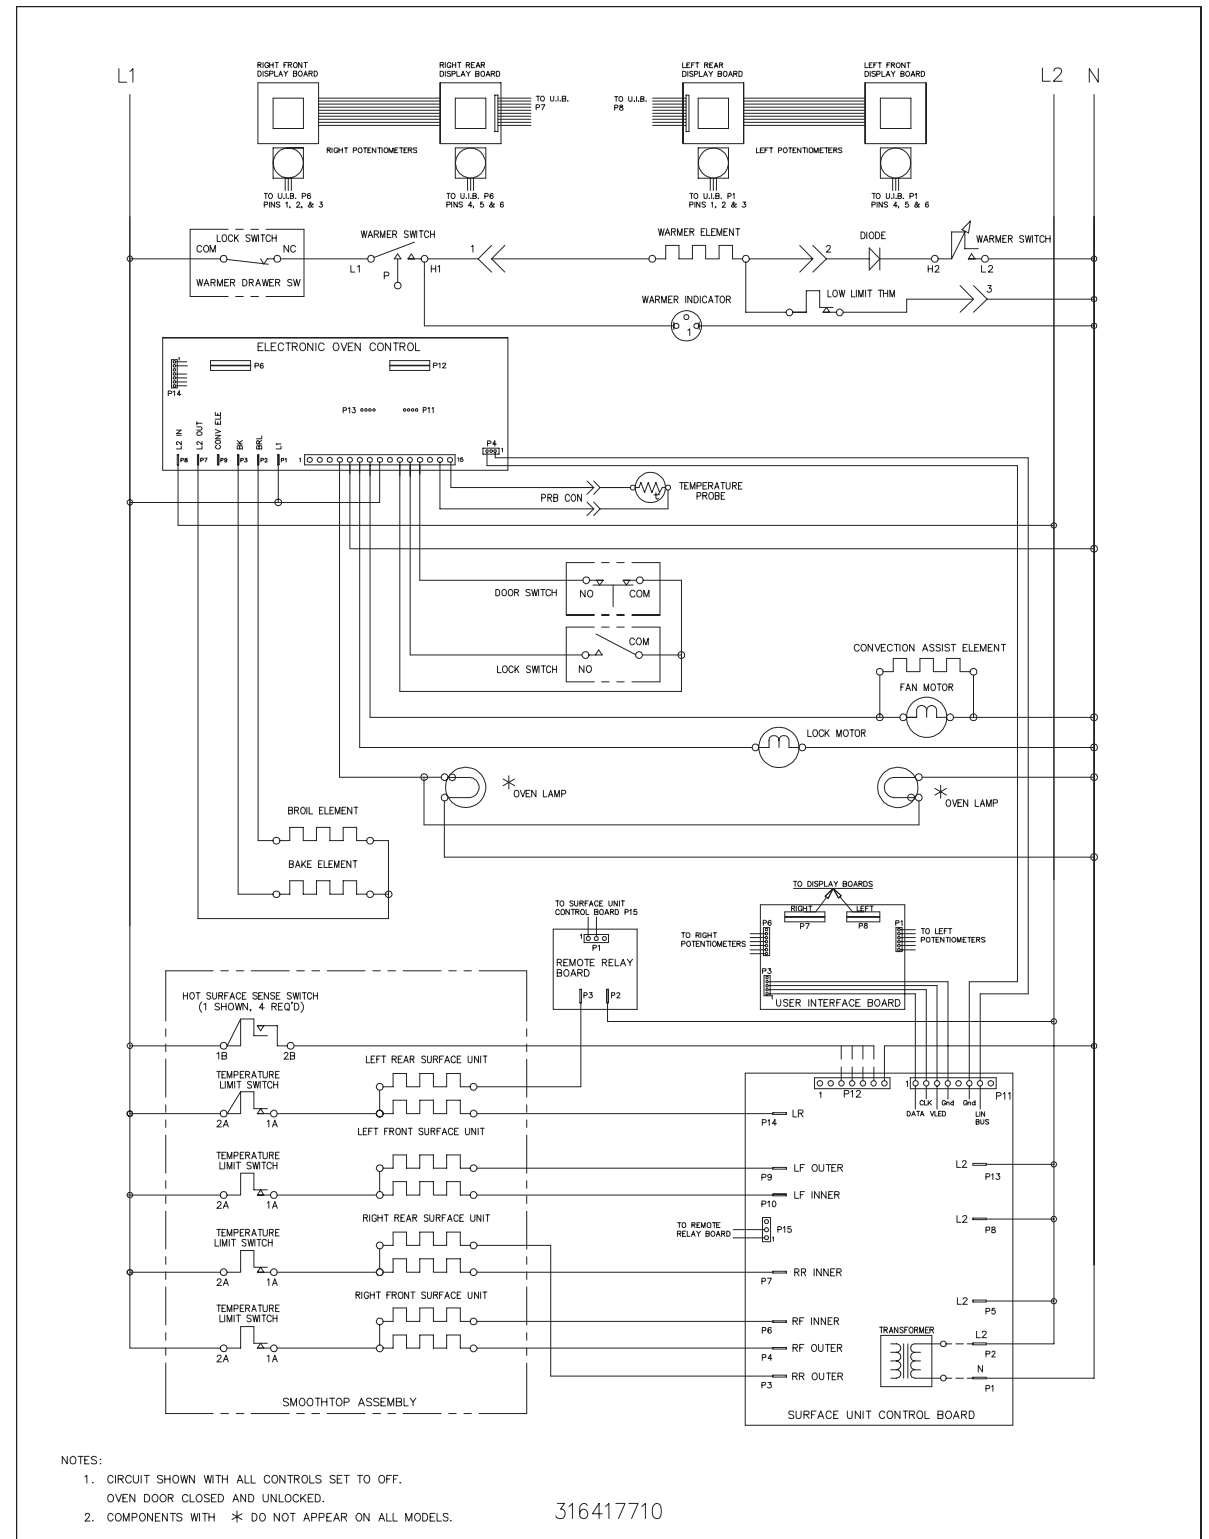 RIGHT FRONT
DISPLAY BOARD
RIGHT REAR
DISPLAY BOARD
LEFT REAR
DISPLAY BOARD
LEFT FRONT
DISPLAY BOARD
L1
L2
N
TO U.I.B.
P7
TO U.I.B.
P8
RIGHT POTENTIOMETERS
LEFT POTENTIOMETERS
TO U.I.B. P6
PINS 1, 2, & 3
TO U.I.B. P6
PINS 4, 5 & 6
TO U.I.B. P1
PINS 1, 2 & 3
TO U.I.B. P1
PINS 4, 5 & 6
LOCK SWITCH
COM
NC
WARMER DRAWER SW
WARMER SWITCH
L1
P
H1
1
WARMER ELEMENT
2
DIODE
H2
WARMER SWITCH
L2
LOW LIMIT THM
3
WARMER INDICATOR
1
ELECTRONIC OVEN CONTROL
1
P14
P6
P12
P13
P11
L2 IN
L2 OUT
CONV ELE
BK
BRL
L1
P8
P7
P9
P3
P2
P1
1
15
P4
1
PRB CON
t
TEMPERATURE
PROBE
DOOR SWITCH
NO
COM
LOCK SWITCH
NO
COM
CONVECTION ASSIST ELEMENT
FAN MOTOR
LOCK MOTOR
* OVEN LAMP
* OVEN LAMP
BROIL ELEMENT
BAKE ELEMENT
TO SURFACE UNIT
CONTROL BOARD P15
1
P1
REMOTE RELAY
BOARD
P3
P2
TO DISPLAY BOARDS
RIGHT
LEFT
P7
P8
P6
P1
TO RIGHT
POTENTIOMETERS
TO LEFT
POTENTIOMETERS
P3
1
USER INTERFACE BOARD
HOT SURFACE SENSE SWITCH
(1 SHOWN, 4 REQ'D)
1B
2B
TEMPERATURE
LIMIT SWITCH
2A
1A
LEFT REAR SURFACE UNIT
LEFT FRONT SURFACE UNIT
TEMPERATURE
LIMIT SWITCH
2A
1A
RIGHT REAR SURFACE UNIT
TEMPERATURE
LIMIT SWITCH
2A
1A
RIGHT FRONT SURFACE UNIT
TEMPERATURE
LIMIT SWITCH
2A
1A
SMOOTHTOP ASSEMBLY
1
P12
1
P11
CLK
Gnd
Gnd
DATA
VLED
LIN
BUS
P14
LR
P9
LF OUTER
P10
LF INNER
TO REMOTE
RELAY BOARD
P15
1
P7
RR INNER
P6
RF INNER
P4
RF OUTER
P3
RR OUTER
L2
P13
L2
P8
L2
P5
TRANSFORMER
L2
P2
N
P1
SURFACE UNIT CONTROL BOARD
NOTES:
1. CIRCUIT SHOWN WITH ALL CONTROLS SET TO OFF.
OVEN DOOR CLOSED AND UNLOCKED.
2. COMPONENTS WITH * DO NOT APPEAR ON ALL MODELS.
316417710